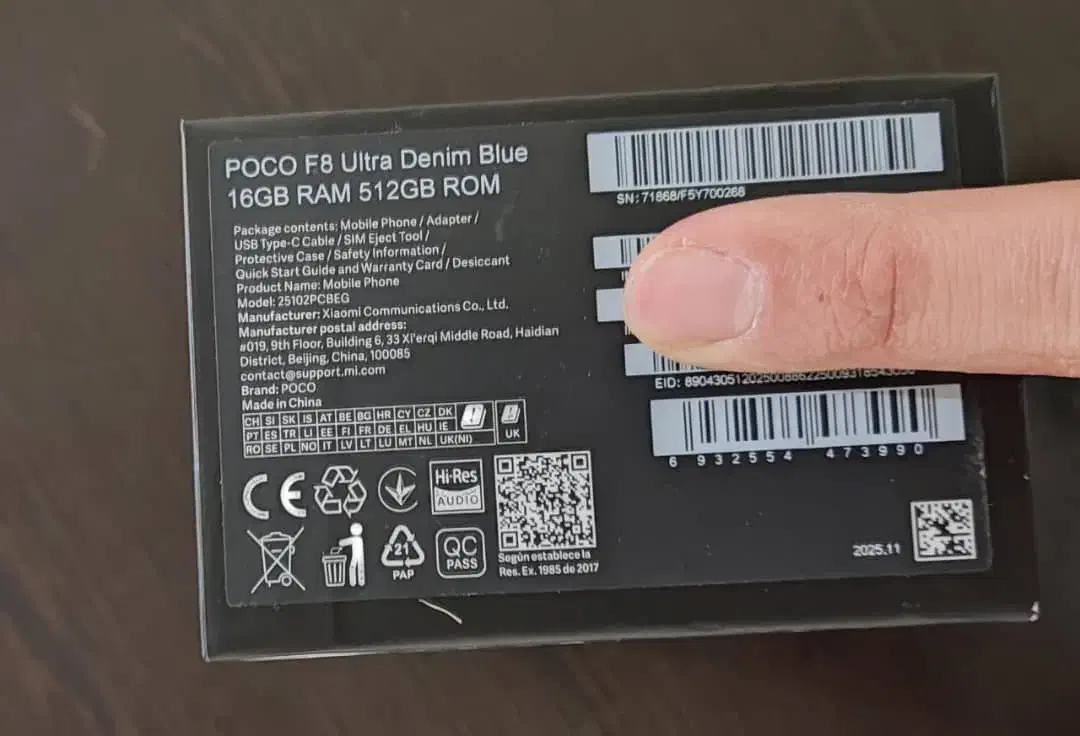 POCO F8 Ultra Denim Blue
16GB RAM 512GB ROM
Package contents: Mobile Phone / Adapter /
USB Type-C Cable / SIM Eject Tool /
Protective Case / Safety Information /
Quick Start Guide and Warranty Card / Desiccant
Product Name: Mobile Phone
Model: 25102PCBEG
Manufacturer: Xiaomi Communications Co., Ltd.
Manufacturer postal address:
#019, 9th Floor, Building 6, 33 Xi'erqi Middle Road, Haidian
District, Beijing, China, 100085
contact@support.mi.com
Brand: POCO
Made in China
CH SI SK IS AT BE BG HR CY CZ DK
PT ES TR LI EE FI FR DE EL HU IE
RO SE PL NO IT LV LT LU MT NL UK(NI)
UK
CE
Hi-Res
AUDIO
21
PAP
QC
PASS
Según establece la
Res. Ex. 1985 de 2017
SN: 71868/F5Y700268
EID:
6 932554 473990
2025.11